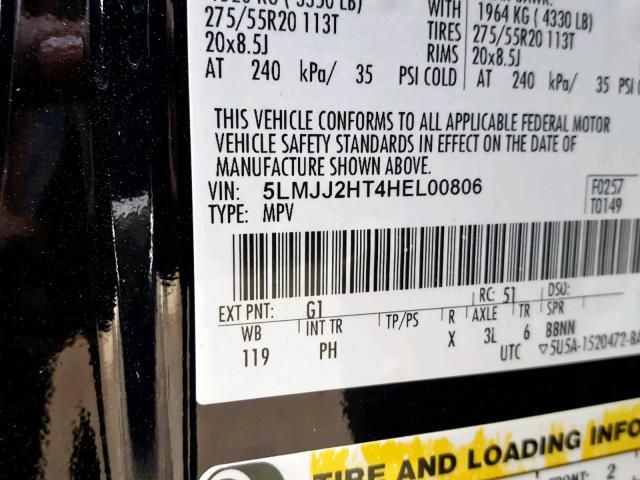 WITH 1964 KG ( 4330 LB)
275/55R20 113T TIRES 275/55R20 113T
20x8.5J RIMS 20x8.5J
AT 240 kPa/ 35 PSI COLD AT 240 kPa/ 35 PSI
THIS VEHICLE CONFORMS TO ALL APPLICABLE FEDERAL MOTOR
VEHICLE SAFETY STANDARDS IN EFFECT ON THE DATE OF
MANUFACTURE SHOWN ABOVE.
VIN: 5LMJJ2HT4HEL00806 F0257
TYPE: MPV T0149
EXT PNT: G1 RC: 51 DSO:
WB INT TR TP/PS R AXLE TR SPR
119 PH X 3L 6 BBNN
UTC ▽5U5A-1520472-BA
TIRE AND LOADING INFO
2